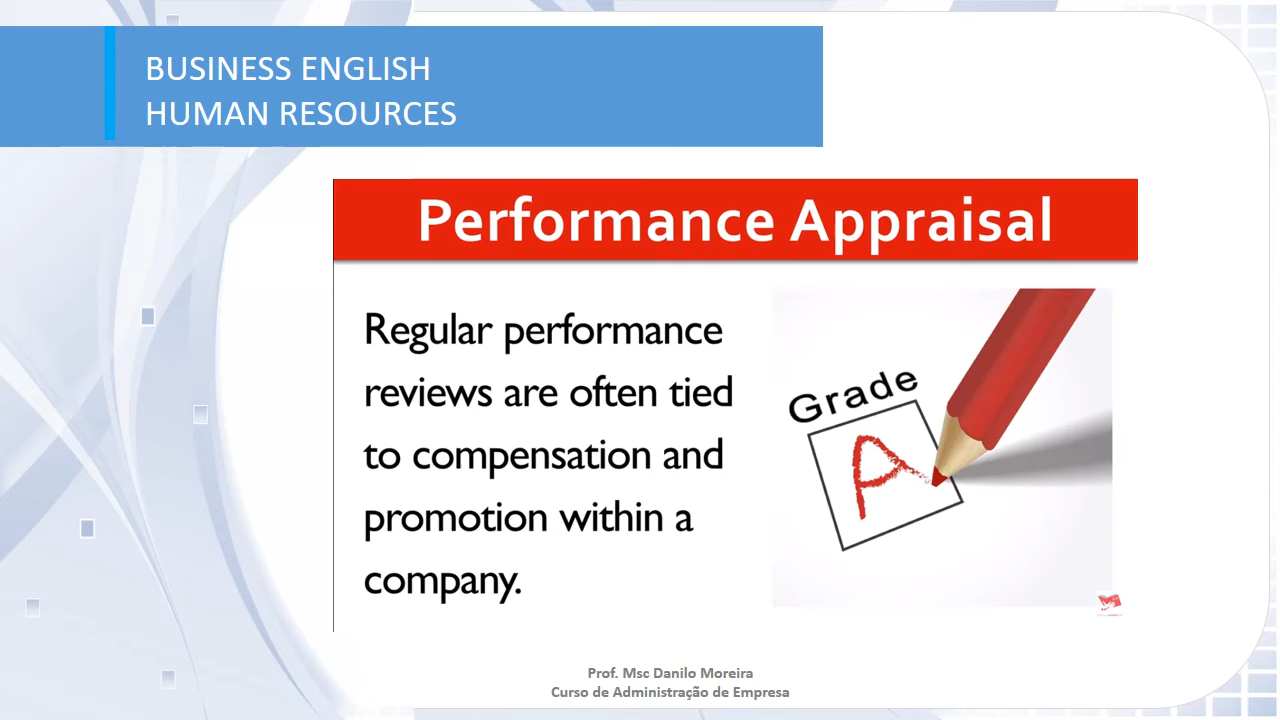 BUSINESS ENGLISH
HUMAN RESOURCES
Performance Appraisal
Regular performance
reviews are often tied
to compensation and
promotion within a
company.
Grade
A
Prof. Msc Danilo Moreira
Curso de Administração de Empresa